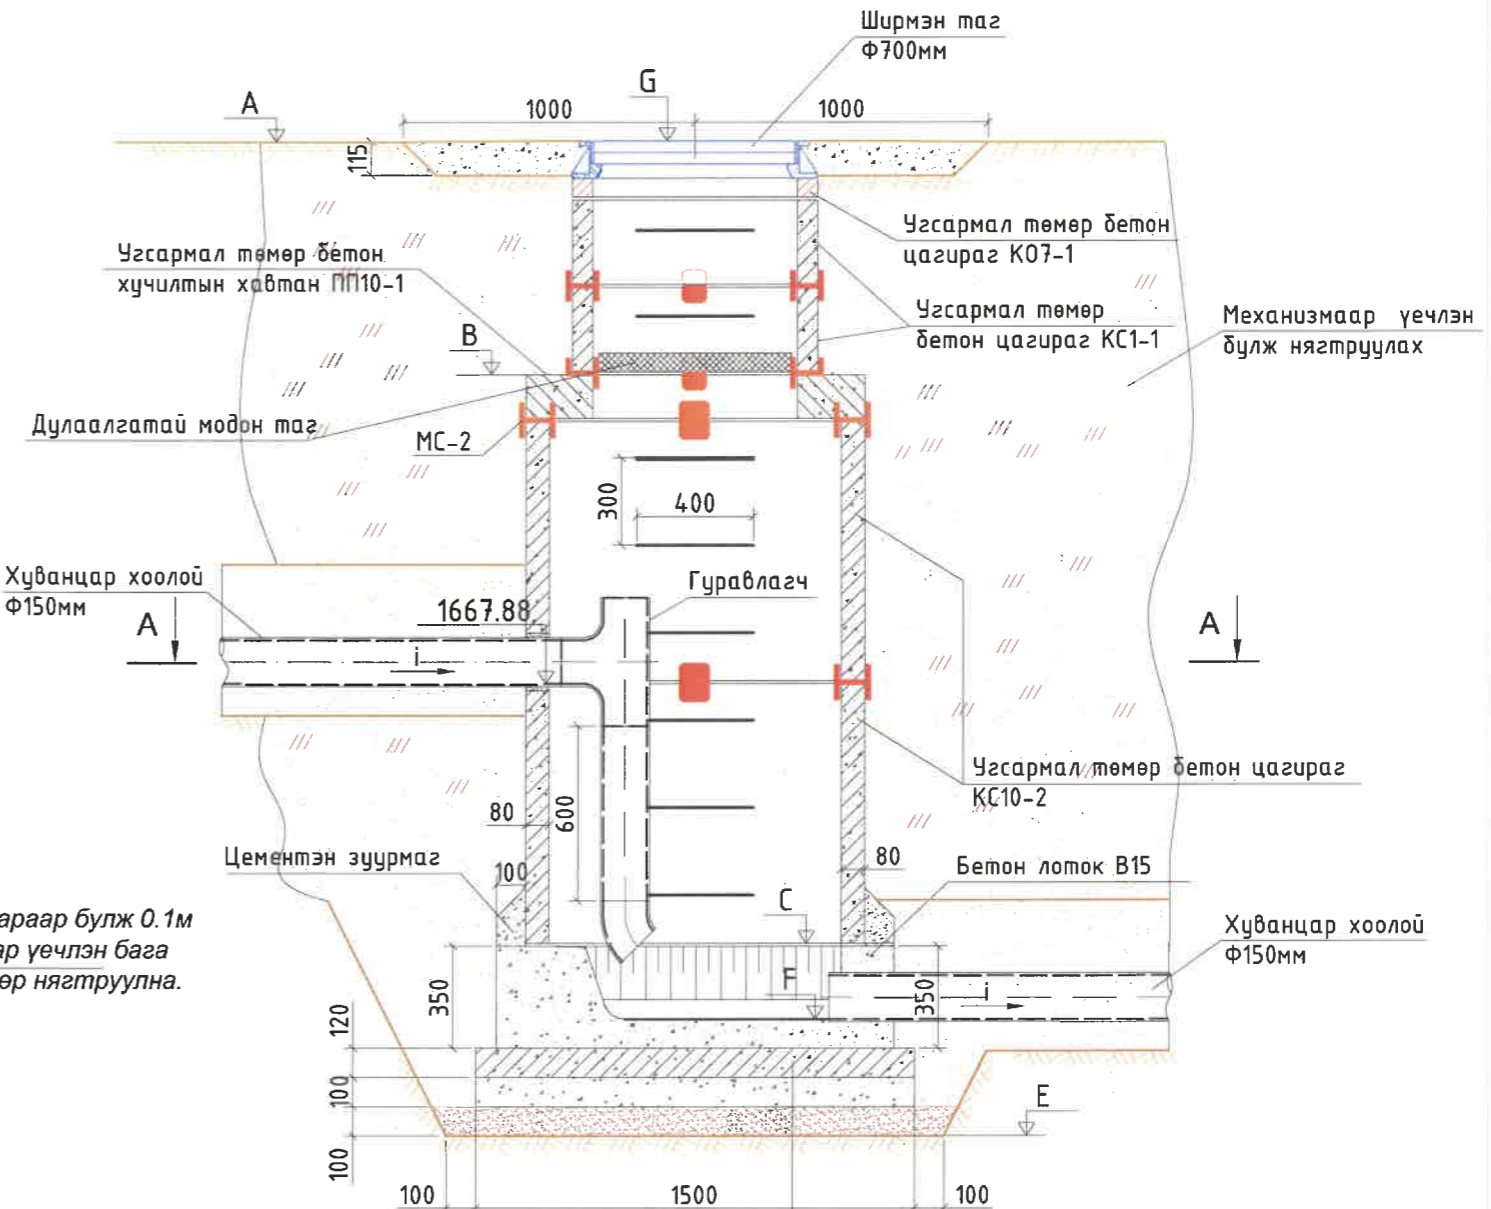 Ширмэн таг
Ф700мм
G
A
1000
1000
115
Угсармал төмөр бетон
цагираг КО7-1
Угсармал төмөр бетон
хучилтын хавтан ПП10-1
Угсармал төмөр
бетон цагираг КС1-1
Механизмаар үечлэн
булж нягтруулах
B
Дулаалгатай модон таг
МС-2
300
400
Хуванцар хоолой
Ф150мм
Гуравлагч
1667.88
A
A
i
Угсармал төмөр бетон цагираг
КС10-2
80
600
Цементэн зуурмаг
100
80
Бетон лоток В15
C
араар булж 0.1м
ар үечлэн бага
өр нягтруулна.
Хуванцар хоолой
Ф150мм
F
350
350
i
120
100
E
100
100
1500
100